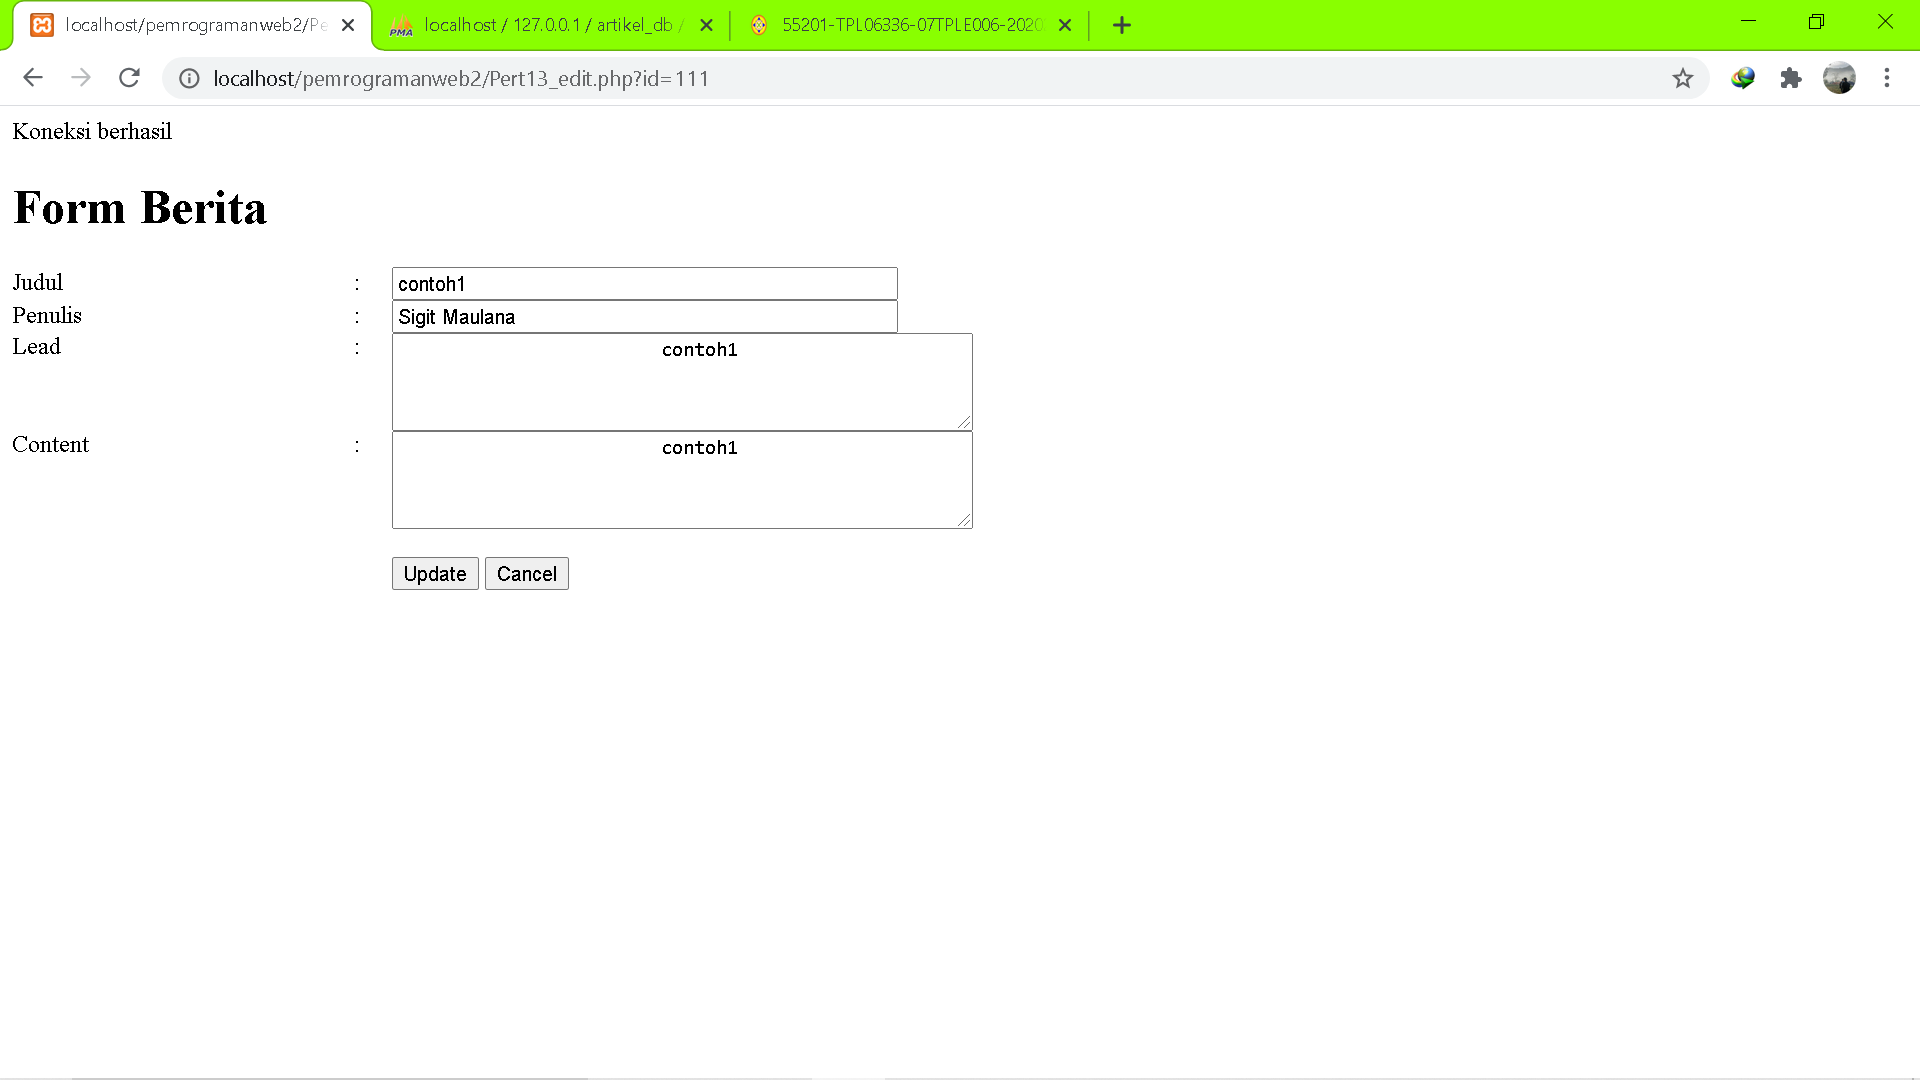 localhost/pemrogramanweb2/Pe
localhost / 127.0.0.1 / artikel_db /
55201-TPL06336-07TPLE006-2020
localhost/pemrogramanweb2/Pert13_edit.php?id=111
Koneksi berhasil
Form Berita
Judul : contoh1
Penulis : Sigit Maulana
Lead : contoh1
Content : contoh1
Update Cancel